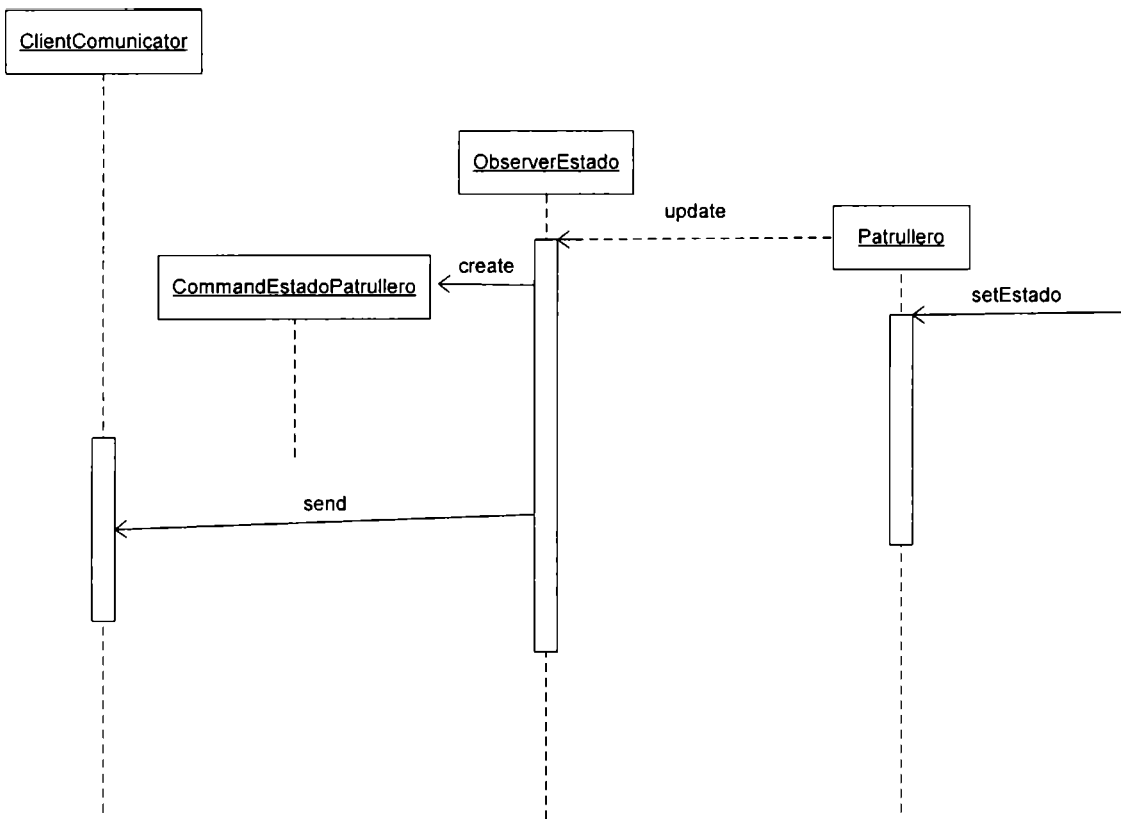 ClientComunicator
ObserverEstado
update
Patrullero
create
CommandEstadoPatrullero
setEstado
send